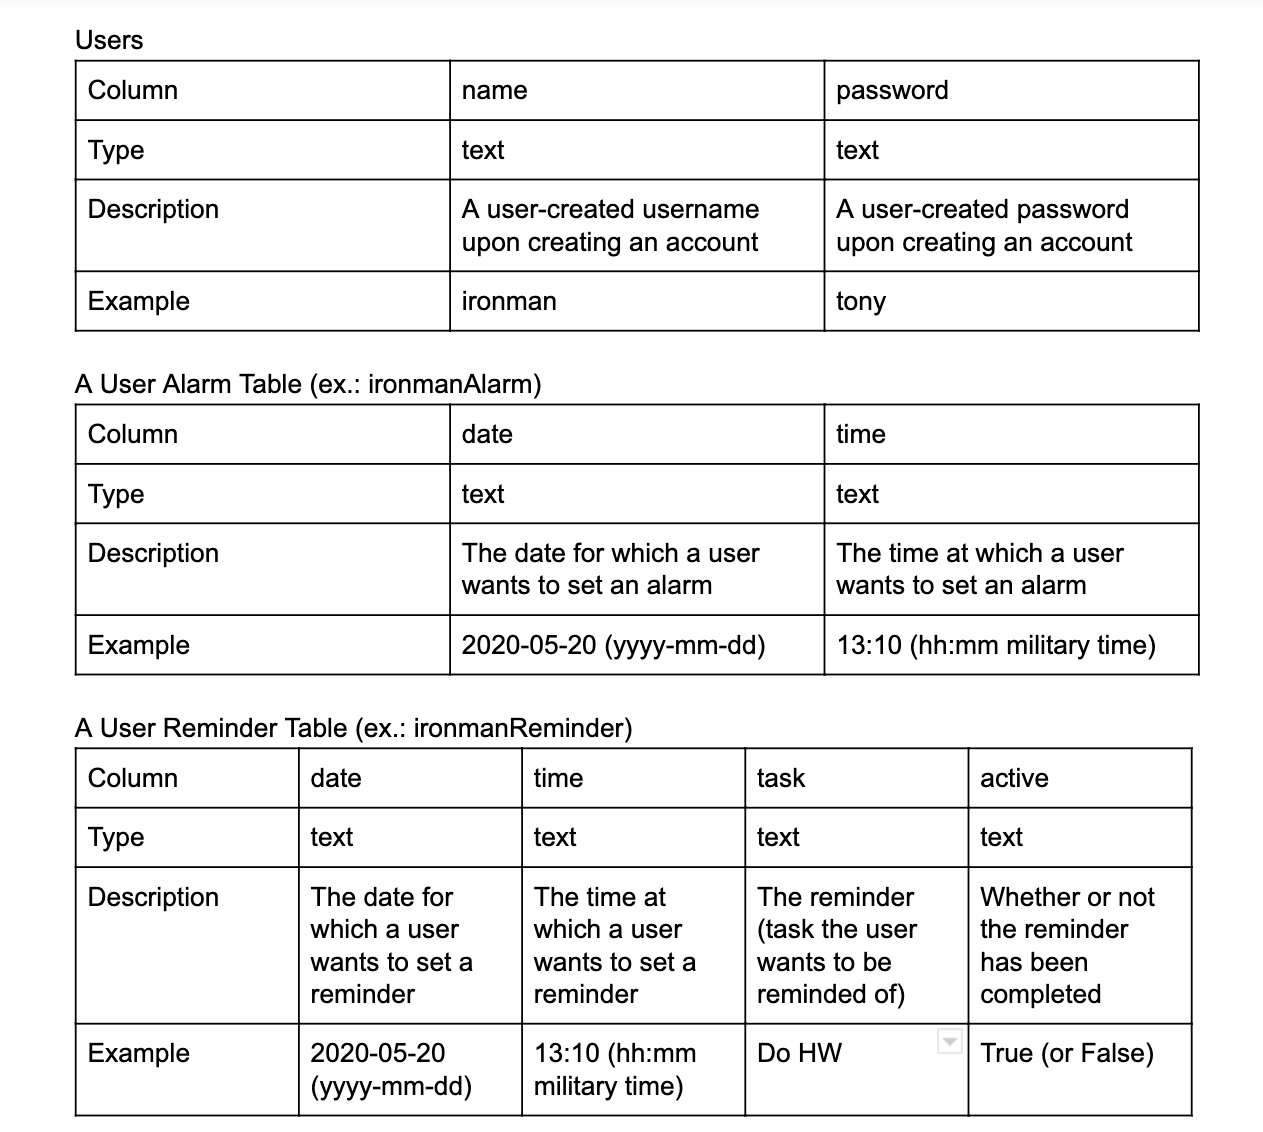 Users
Column name password
Type text text
Description A user-created username A user-created password
upon creating an account upon creating an account
Example ironman tony
A User Alarm Table (ex.: ironmanAlarm)
Column date time
Type text text
Description The date for which a user The time at which a user
wants to set an alarm wants to set an alarm
Example 2020-05-20 (yyyy-mm-dd) 13:10 (hh:mm military time)
A User Reminder Table (ex.: ironmanReminder)
Column date time task active
Type text text text text
Description The date for The time at The reminder Whether or not
which a user which a user (task the user the reminder
wants to set a wants to set a wants to be has been
reminder reminder reminded of) completed
Example 2020-05-20 13:10 (hh:mm Do HW True (or False)
(yyyy-mm-dd) military time)